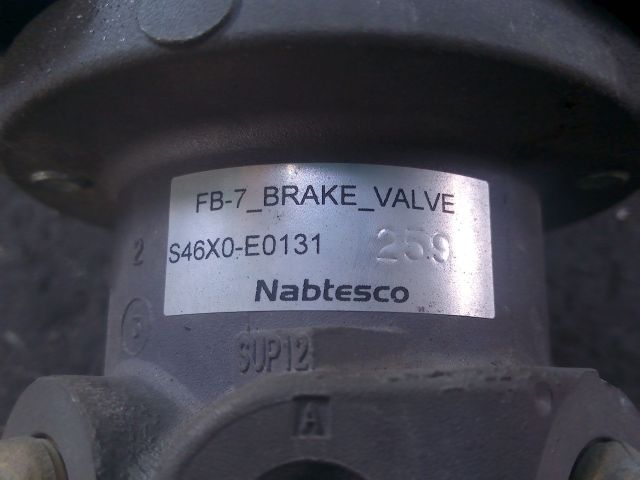 FB-7_BRAKE_VALVE
2
S46X0-E0131 259
Nabtesco
SUP12
A